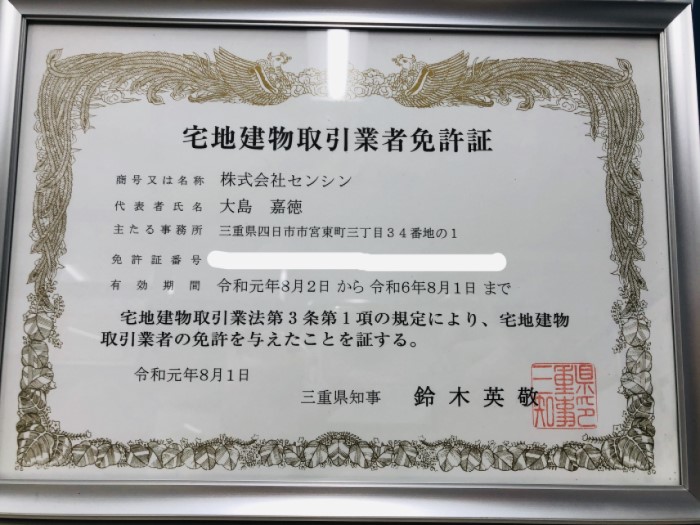 宅地建物取引業者免許証
商号又は名称 株式会社センシン
代表者氏名 大島 嘉徳
主たる事務所 三重県四日市市宮東町三丁目34番地の1
免許証番号
有効期間 令和元年8月2日 から 令和6年8月1日 まで
宅地建物取引業法第3条第1項の規定により、宅地建物
取引業者の免許を与えたことを証する。
令和元年8月1日
三重県知事 鈴木英敬
三重県知事印